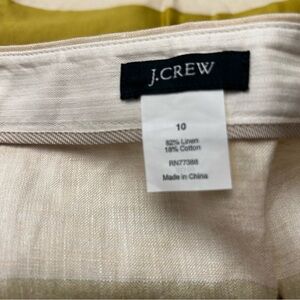 J.CREW
10
82% Linen
18% Cotton
RN77388
Made in China